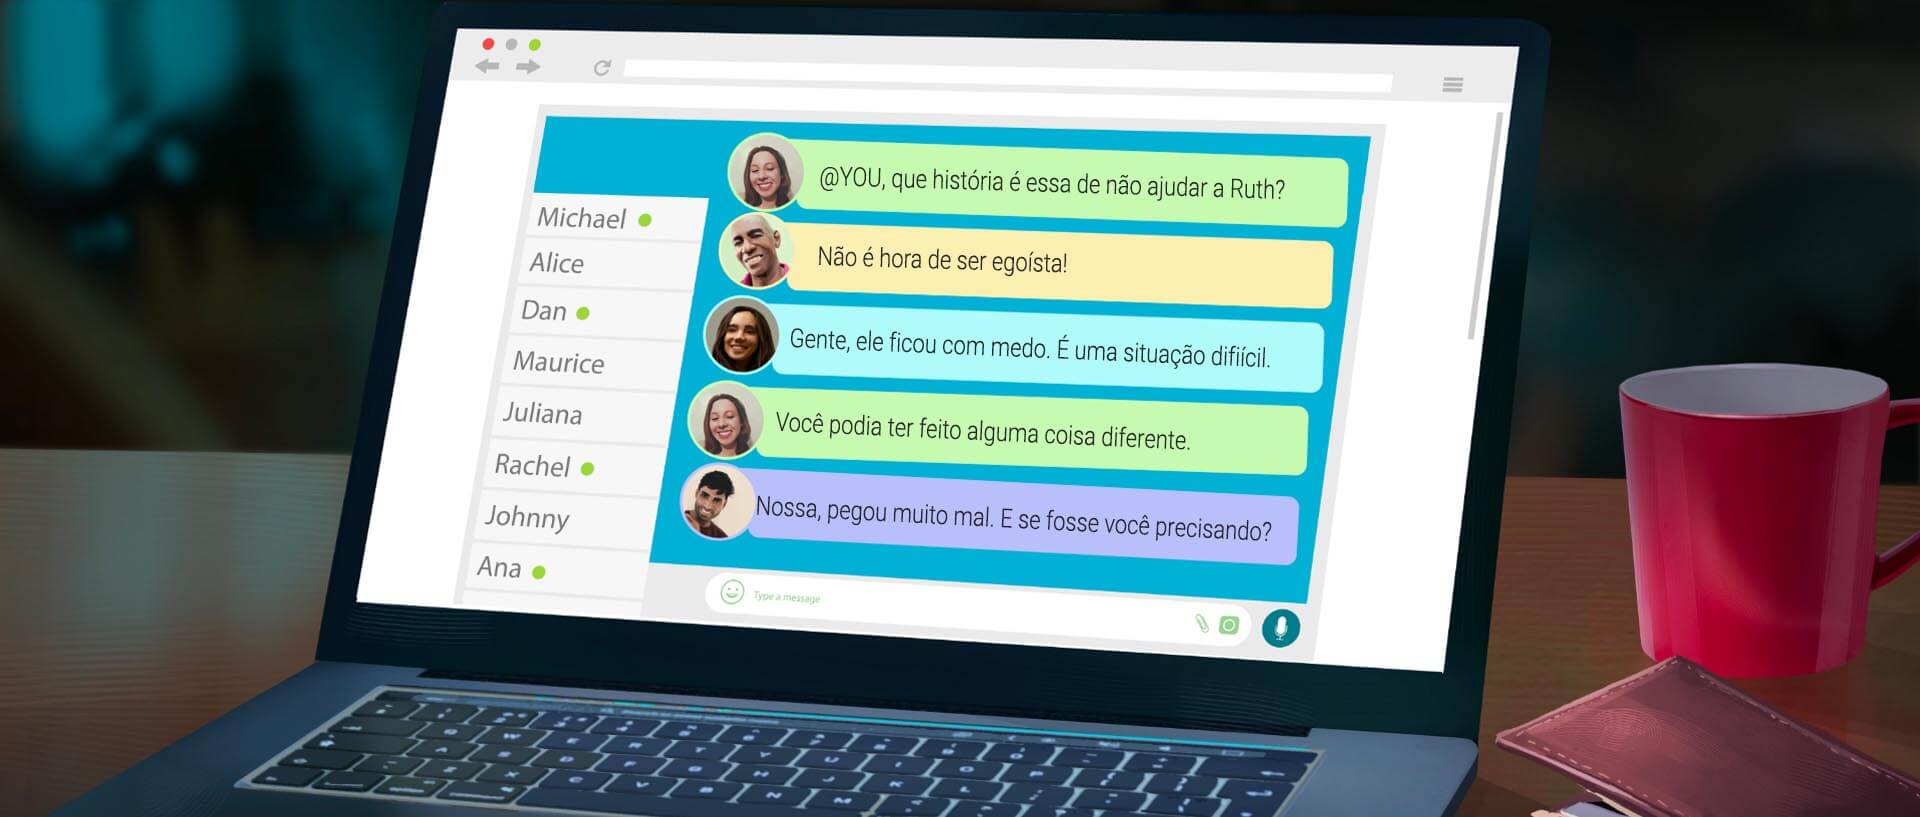 @YOU, que história é essa de não ajudar a Ruth?
Não é hora de ser egoísta!
Gente, ele ficou com medo. É uma situação difiícil.
Você podia ter feito alguma coisa diferente.
Nossa, pegou muito mal. E se fosse você precisando?
Michael
Alice
Dan
Maurice
Juliana
Rachel
Johnny
Ana
Type a message